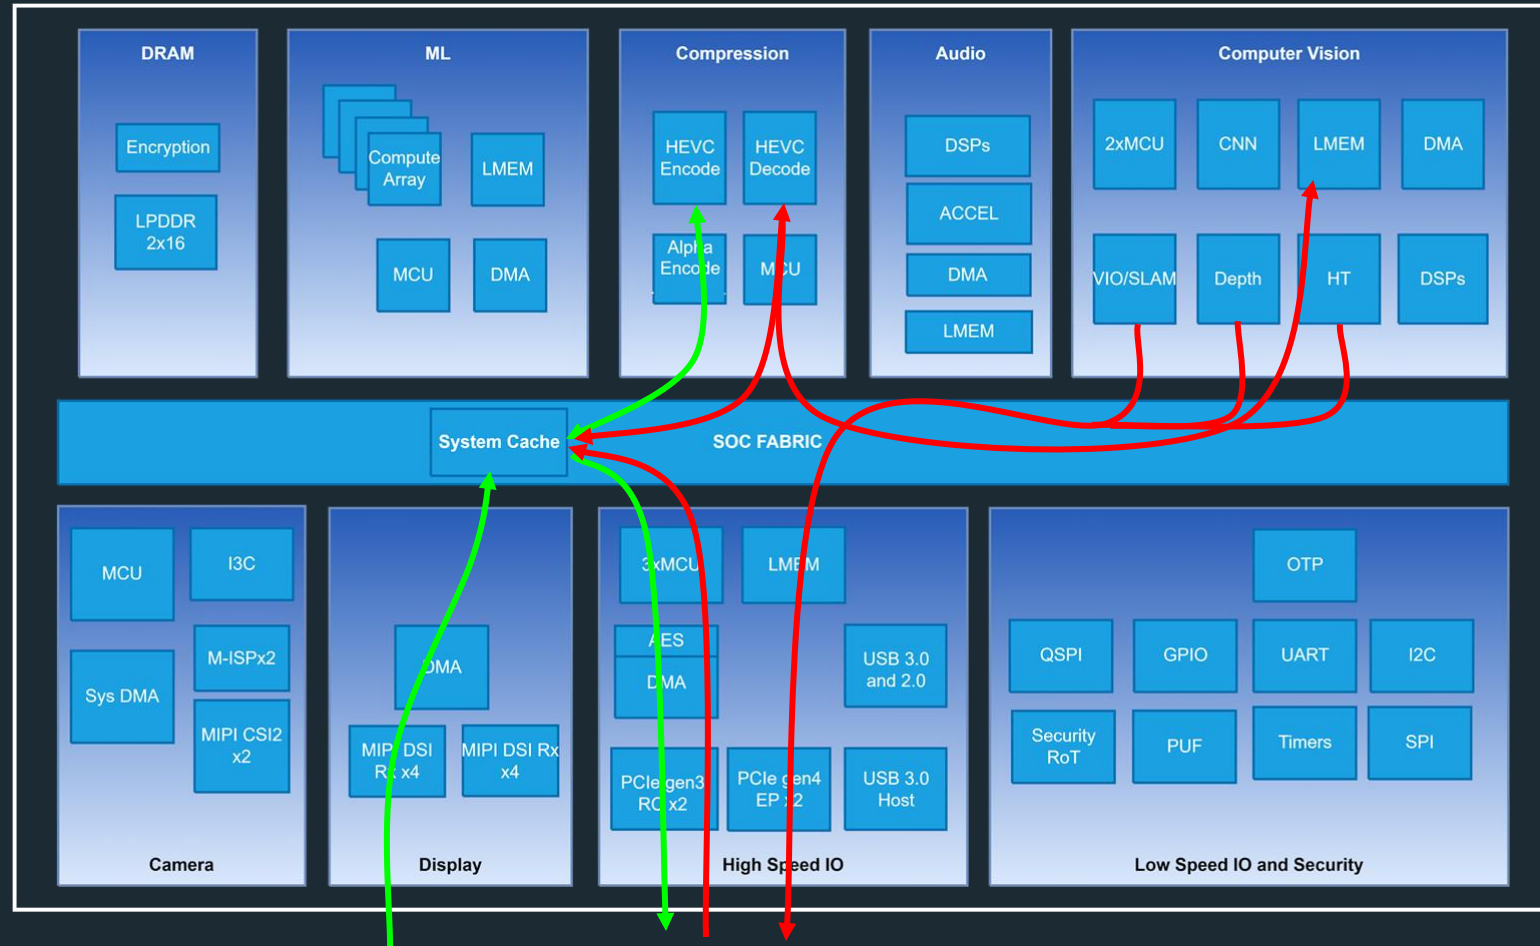 DRAM
Encryption
LPDDR
2x16
ML
Compute
Array
LMEM
MCU
DMA
Compression
HEVC
Encode
HEVC
Decode
Alpha
Encode
MCU
Audio
DSPs
ACCEL
DMA
LMEM
Computer Vision
2xMCU
CNN
LMEM
DMA
VIO/SLAM
Depth
HT
DSPs
System Cache
SOC FABRIC
MCU
I3C
Sys DMA
M-ISPx2
MIPI CSI2
x2
Camera
DMA
MIPI DSI
Rx x4
MIPI DSI Rx
x4
Display
3xMCU
LMEM
AES
DMA
USB 3.0
and 2.0
PCIe gen3
RC x2
PCIe gen4
EP x2
USB 3.0
Host
High Speed IO
OTP
QSPI
GPIO
UART
I2C
Security
RoT
PUF
Timers
SPI
Low Speed IO and Security